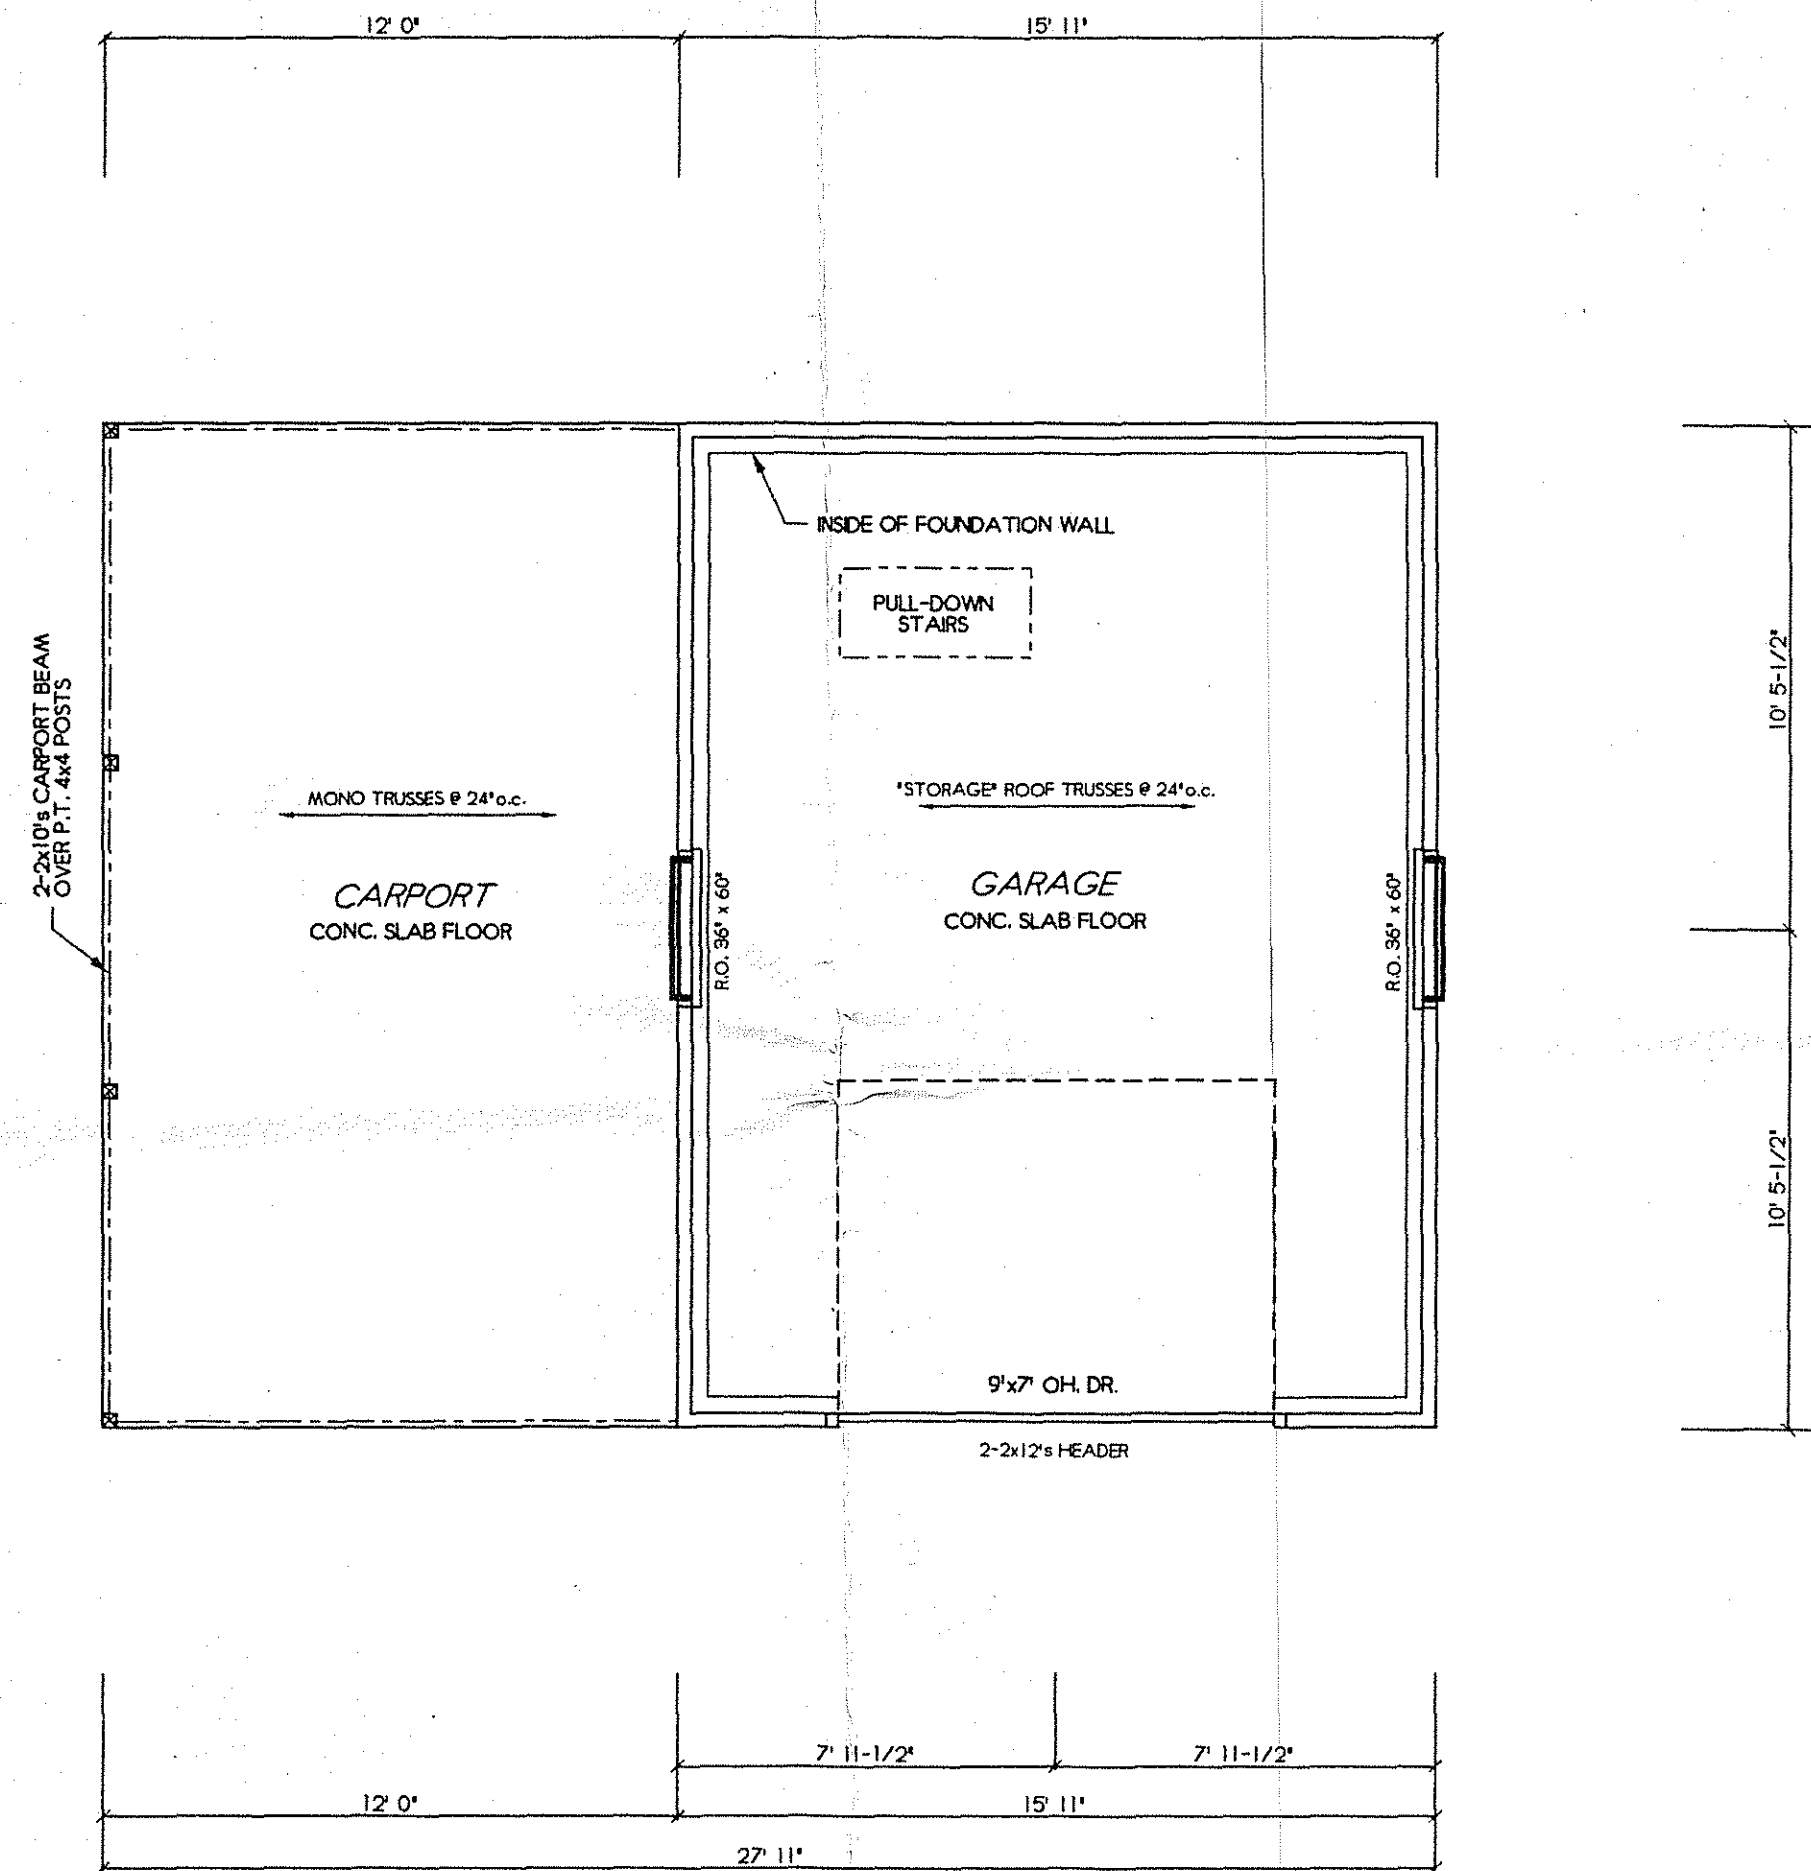 12' 0"
15' 11"
INSIDE OF FOUNDATION WALL
PULL-DOWN
STAIRS
2-2x10's CARPORT BEAM
OVER P.T. 4x4 POSTS
10' 5-1/2"
MONO TRUSSES @ 24"o.c.
"STORAGE" ROOF TRUSSES @ 24"o.c.
CARPORT
CONC. SLAB FLOOR
R.O. 36" x 60"
GARAGE
CONC. SLAB FLOOR
R.O. 36" x 60"
10' 5-1/2"
9'x7' OH. DR.
2-2x12's HEADER
7' 11-1/2"
7' 11-1/2"
12' 0"
15' 11"
27' 11"